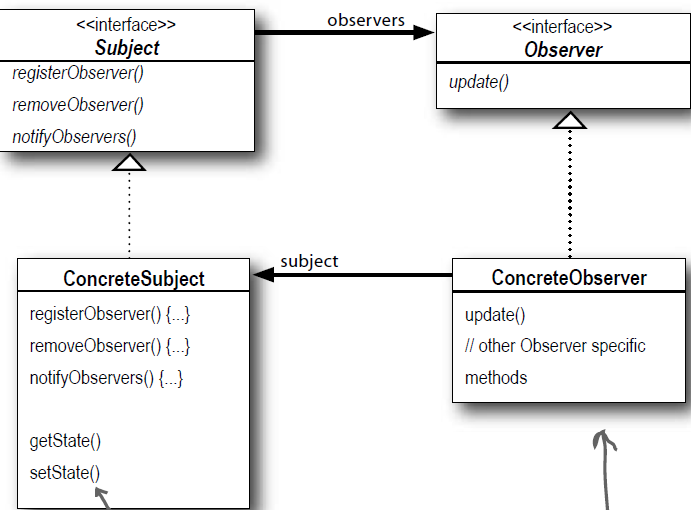 <<interface>>
Subject
registerObserver()
removeObserver()
notifyObservers()
observers
<<interface>>
Observer
update()
ConcreteSubject
registerObserver() {...}
removeObserver() {...}
notifyObservers() {...}
getState()
setState()
subject
ConcreteObserver
update()
// other Observer specific
methods